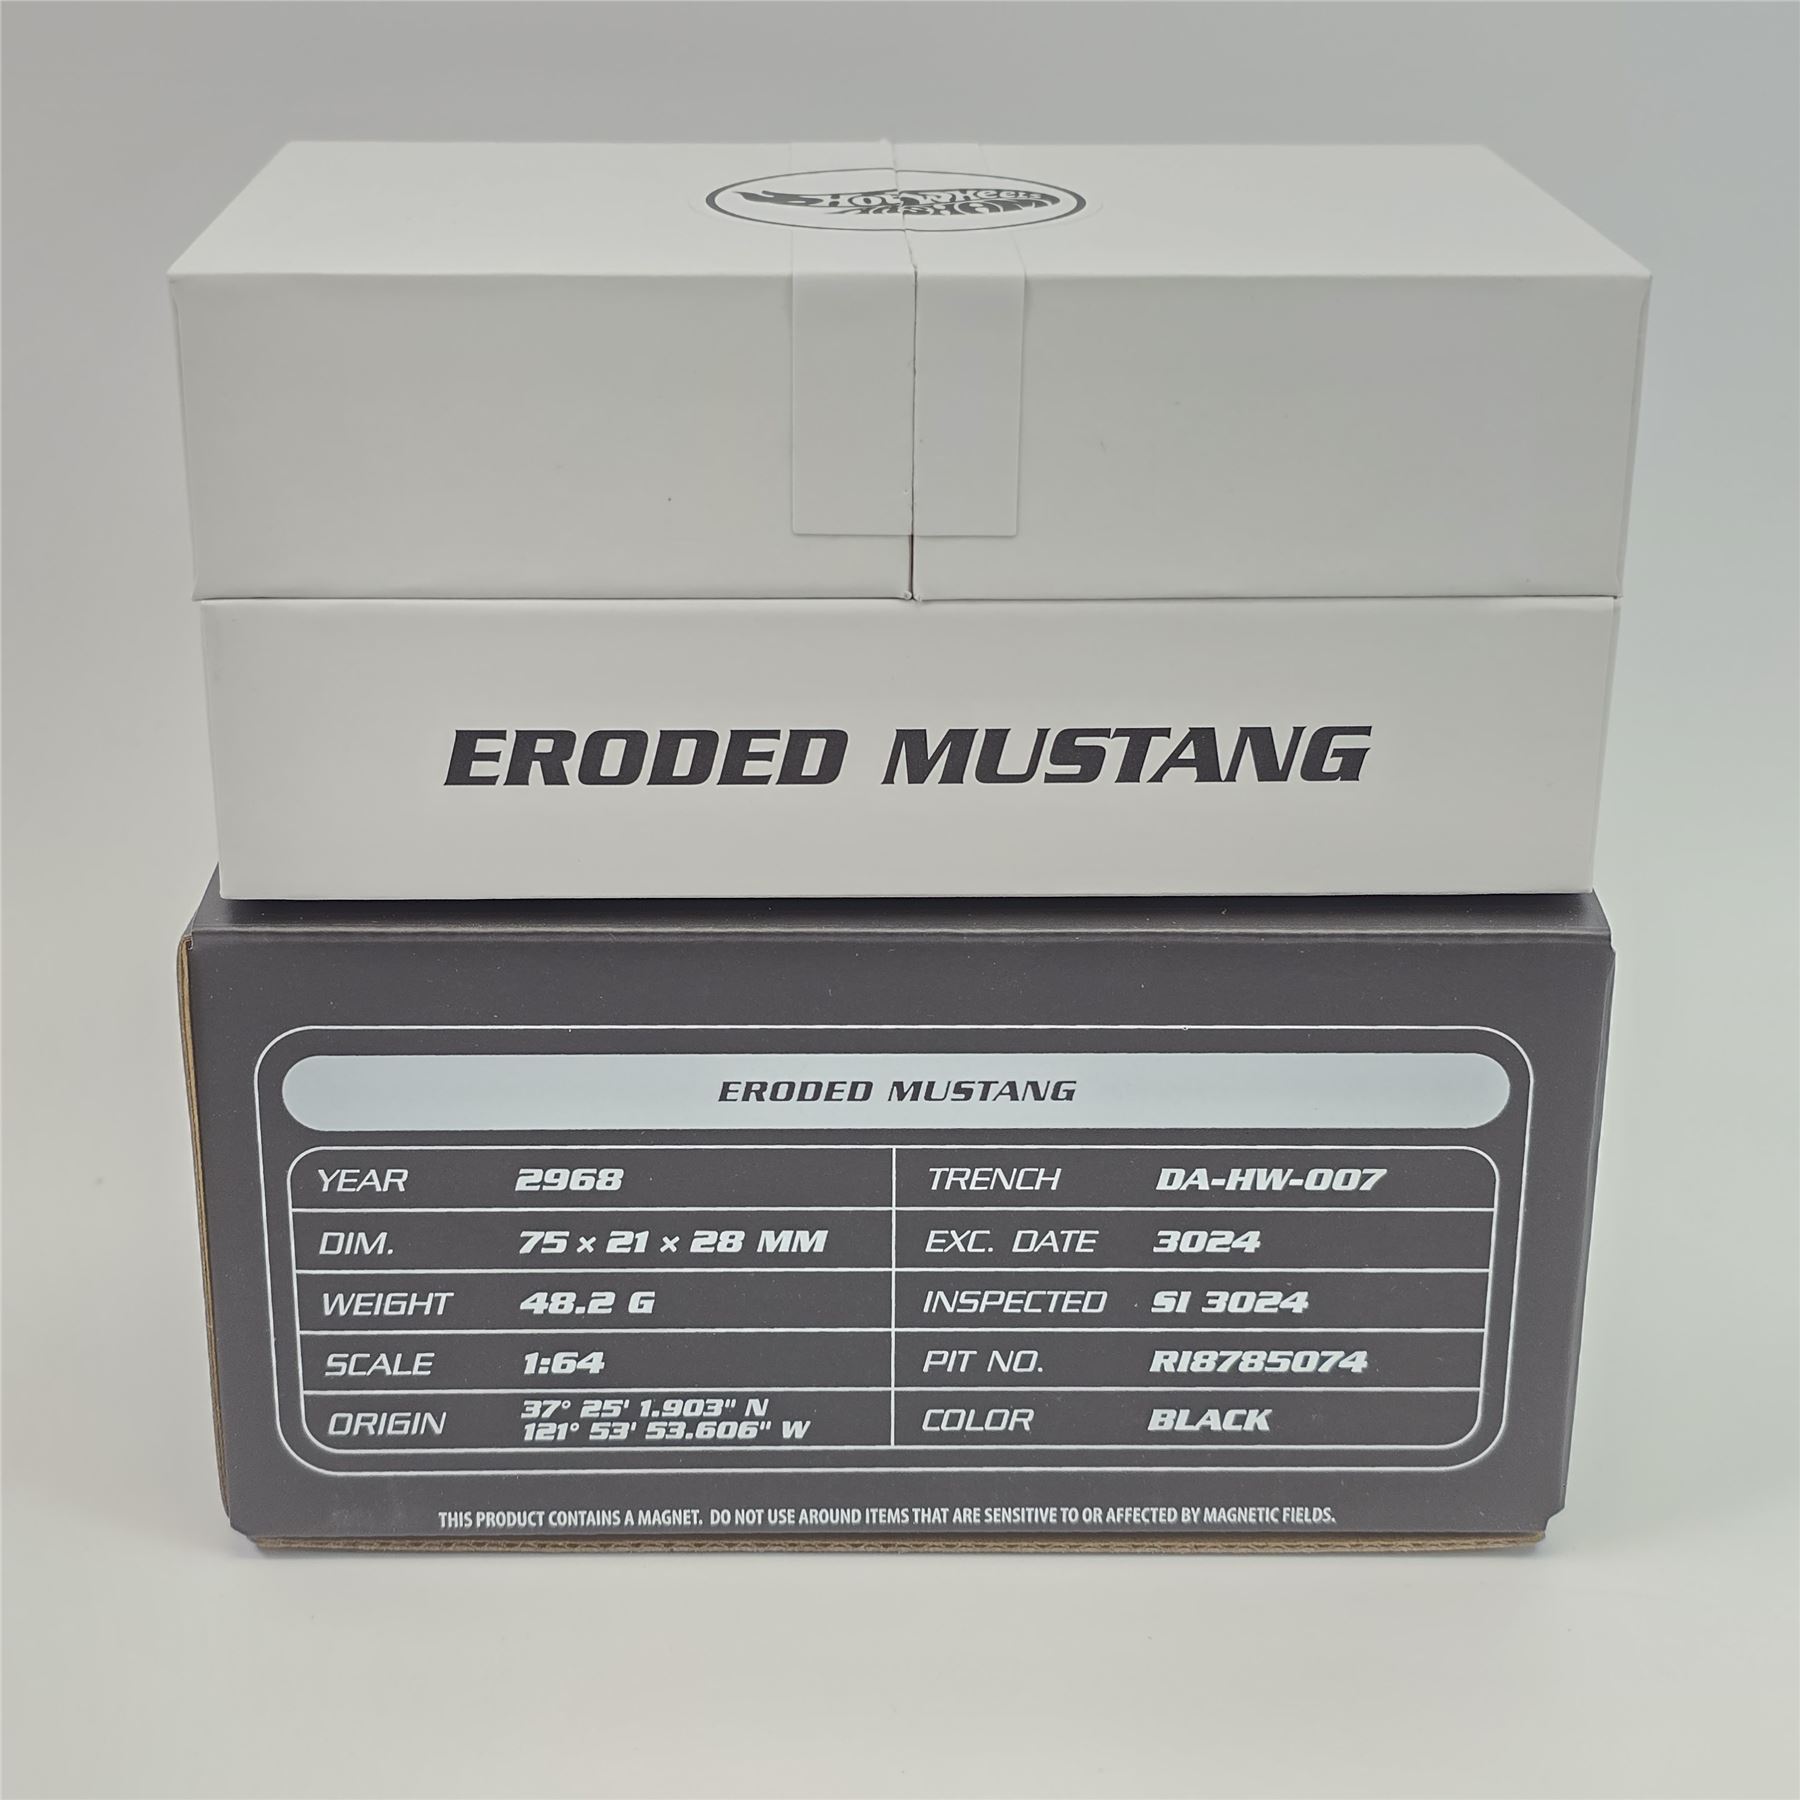 HOT WHEELS
ARSHAM
ERODED MUSTANG
ERODED MUSTANG
YEAR 2968 TRENCH DA-HW-007
DIM. 75 × 21 × 28 MM EXC. DATE 3024
WEIGHT 48.2 G INSPECTED SI 3024
SCALE 1:64 PIT NO. RI8785074
ORIGIN 37° 25' 1.903" N
121° 53' 53.606" W COLOR BLACK
THIS PRODUCT CONTAINS A MAGNET. DO NOT USE AROUND ITEMS THAT ARE SENSITIVE TO OR AFFECTED BY MAGNETIC FIELDS.